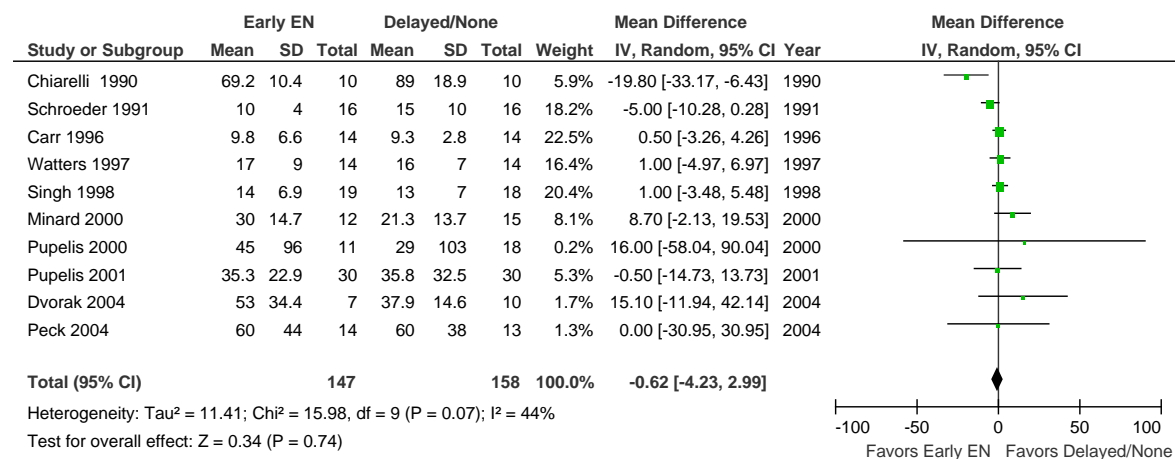 Early EN Delayed/None Mean Difference Mean Difference
Study or Subgroup Mean SD Total Mean SD Total Weight IV, Random, 95% CI Year IV, Random, 95% CI
Chiarelli 1990 69.2 10.4 10 89 18.9 10 5.9% -19.80 [-33.17, -6.43] 1990
Schroeder 1991 10 4 16 15 10 16 18.2% -5.00 [-10.28, 0.28] 1991
Carr 1996 9.8 6.6 14 9.3 2.8 14 22.5% 0.50 [-3.26, 4.26] 1996
Watters 1997 17 9 14 16 7 14 16.4% 1.00 [-4.97, 6.97] 1997
Singh 1998 14 6.9 19 13 7 18 20.4% 1.00 [-3.48, 5.48] 1998
Minard 2000 30 14.7 12 21.3 13.7 15 8.1% 8.70 [-2.13, 19.53] 2000
Pupelis 2000 45 96 11 29 103 18 0.2% 16.00 [-58.04, 90.04] 2000
Pupelis 2001 35.3 22.9 30 35.8 32.5 30 5.3% -0.50 [-14.73, 13.73] 2001
Dvorak 2004 53 34.4 7 37.9 14.6 10 1.7% 15.10 [-11.94, 42.14] 2004
Peck 2004 60 44 14 60 38 13 1.3% 0.00 [-30.95, 30.95] 2004
Total (95% CI) 147 158 100.0% -0.62 [-4.23, 2.99]
Heterogeneity: Tau² = 11.41; Chi² = 15.98, df = 9 (P = 0.07); I² = 44%
Test for overall effect: Z = 0.34 (P = 0.74)
-100 -50 0 50 100
Favors Early EN Favors Delayed/None